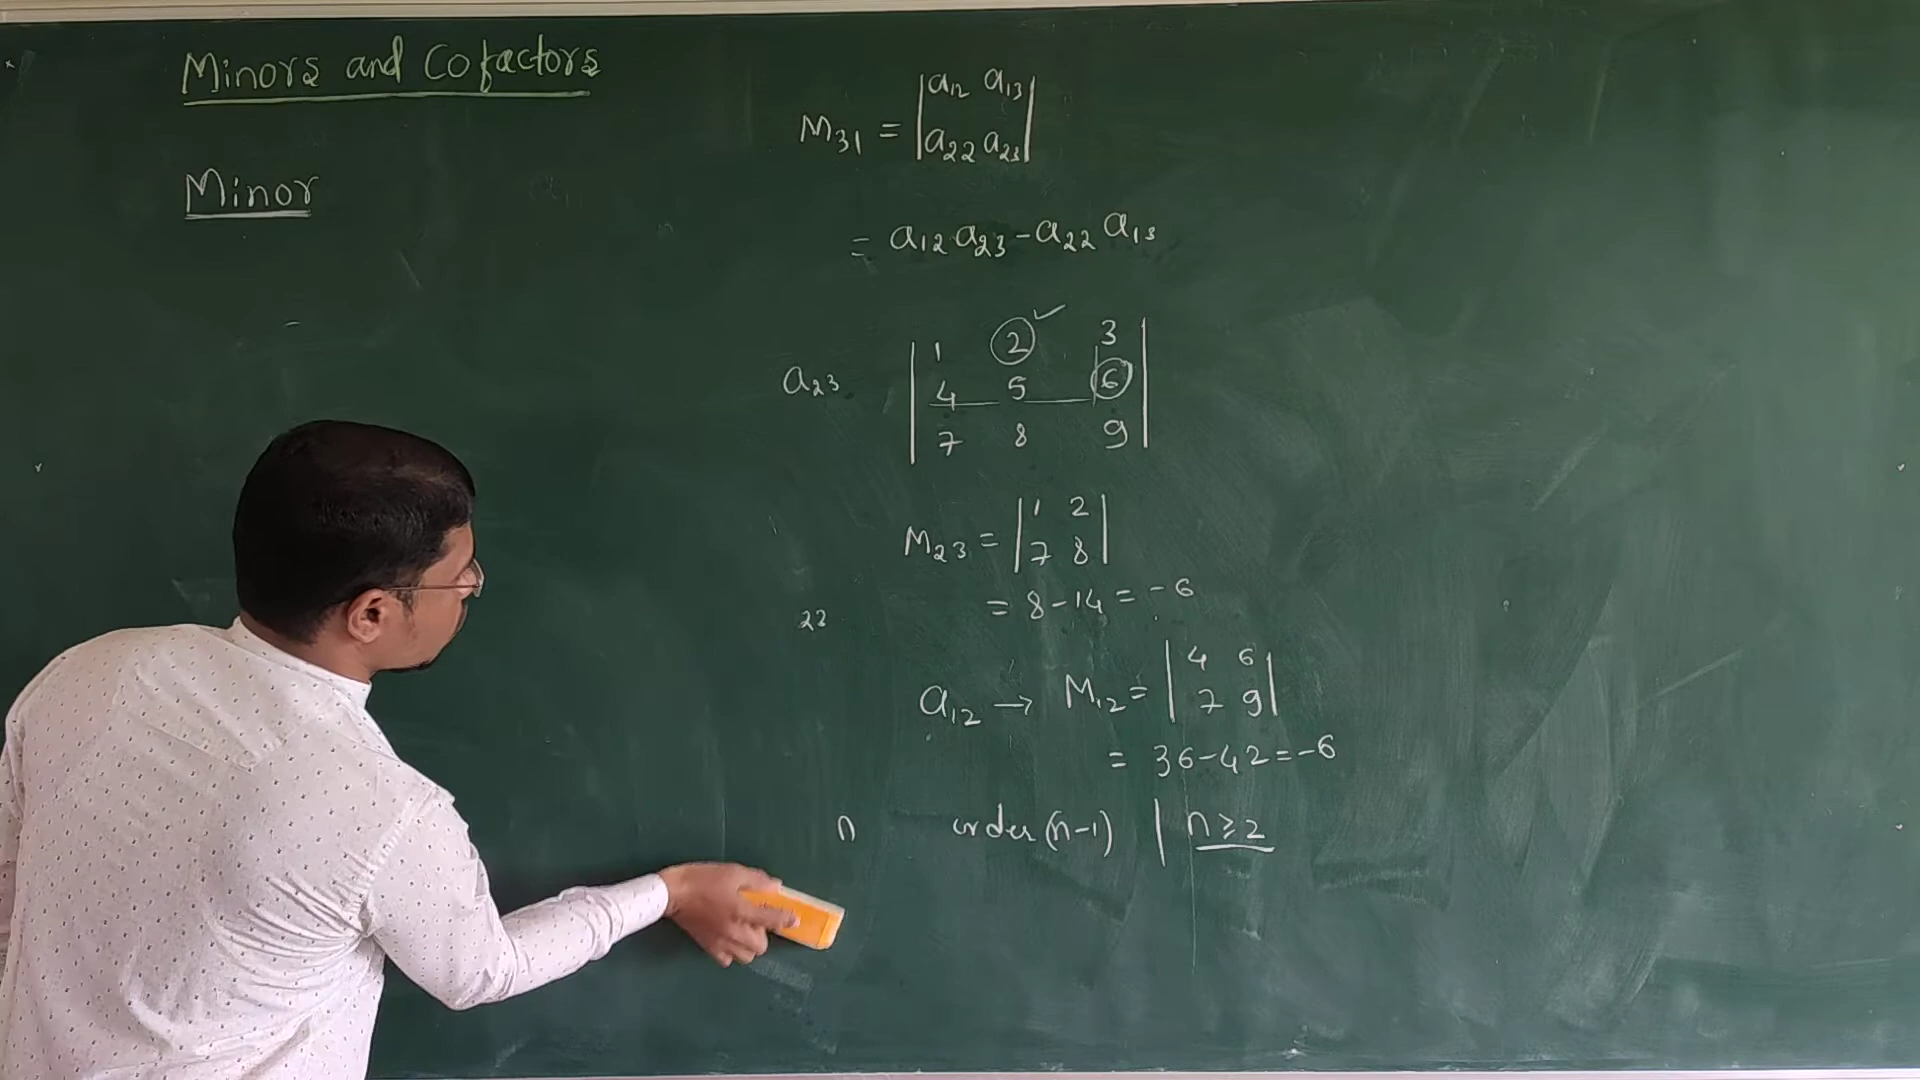 Minors and Cofactors
Minor
M₃₁ = |a₁₂ a₁₃|
|a₂₂ a₂₃|
= a₁₂ a₂₃ - a₂₂ a₁₃
a₂₃ | 1 2 ✓ 3 |
| 4 5 6 |
| 7 8 9 |
M₂₃ = | 1 2 |
| 7 8 |
= 8 - 14 = -6
a₁₂ → M₁₂ = | 4 6 |
| 7 9 |
= 36 - 42 = -6
n order (n-1) | n ≥ 2